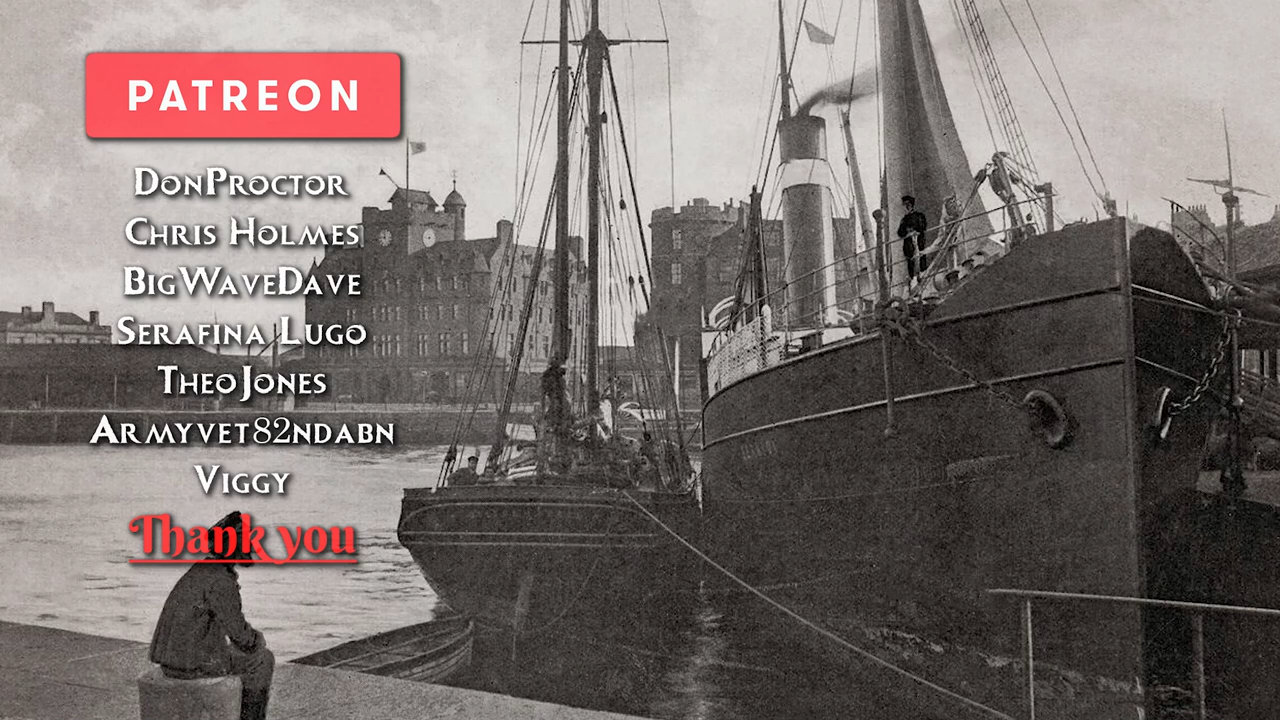 PATREON
DonProctor
Chris Holmes
BigWaveDave
Serafina Lugo
TheoJones
Armyvet82ndabn
Viggy
Thank you